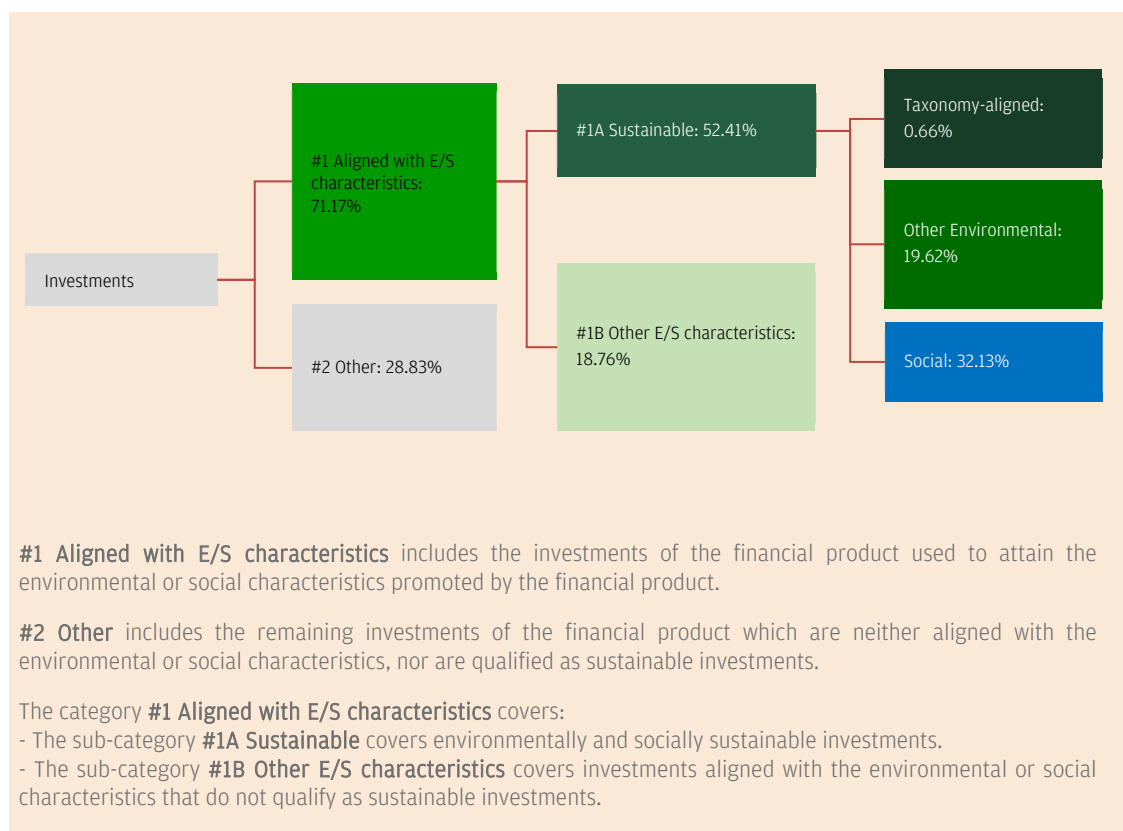 Investments
#1 Aligned with E/S
characteristics:
71.17%
#2 Other: 28.83%
#1A Sustainable: 52.41%
#1B Other E/S characteristics:
18.76%
Taxonomy-aligned:
0.66%
Other Environmental:
19.62%
Social: 32.13%
#1 Aligned with E/S characteristics includes the investments of the financial product used to attain the
environmental or social characteristics promoted by the financial product.
#2 Other includes the remaining investments of the financial product which are neither aligned with the
environmental or social characteristics, nor are qualified as sustainable investments.
The category #1 Aligned with E/S characteristics covers:
- The sub-category #1A Sustainable covers environmentally and socially sustainable investments.
- The sub-category #1B Other E/S characteristics covers investments aligned with the environmental or social
characteristics that do not qualify as sustainable investments.